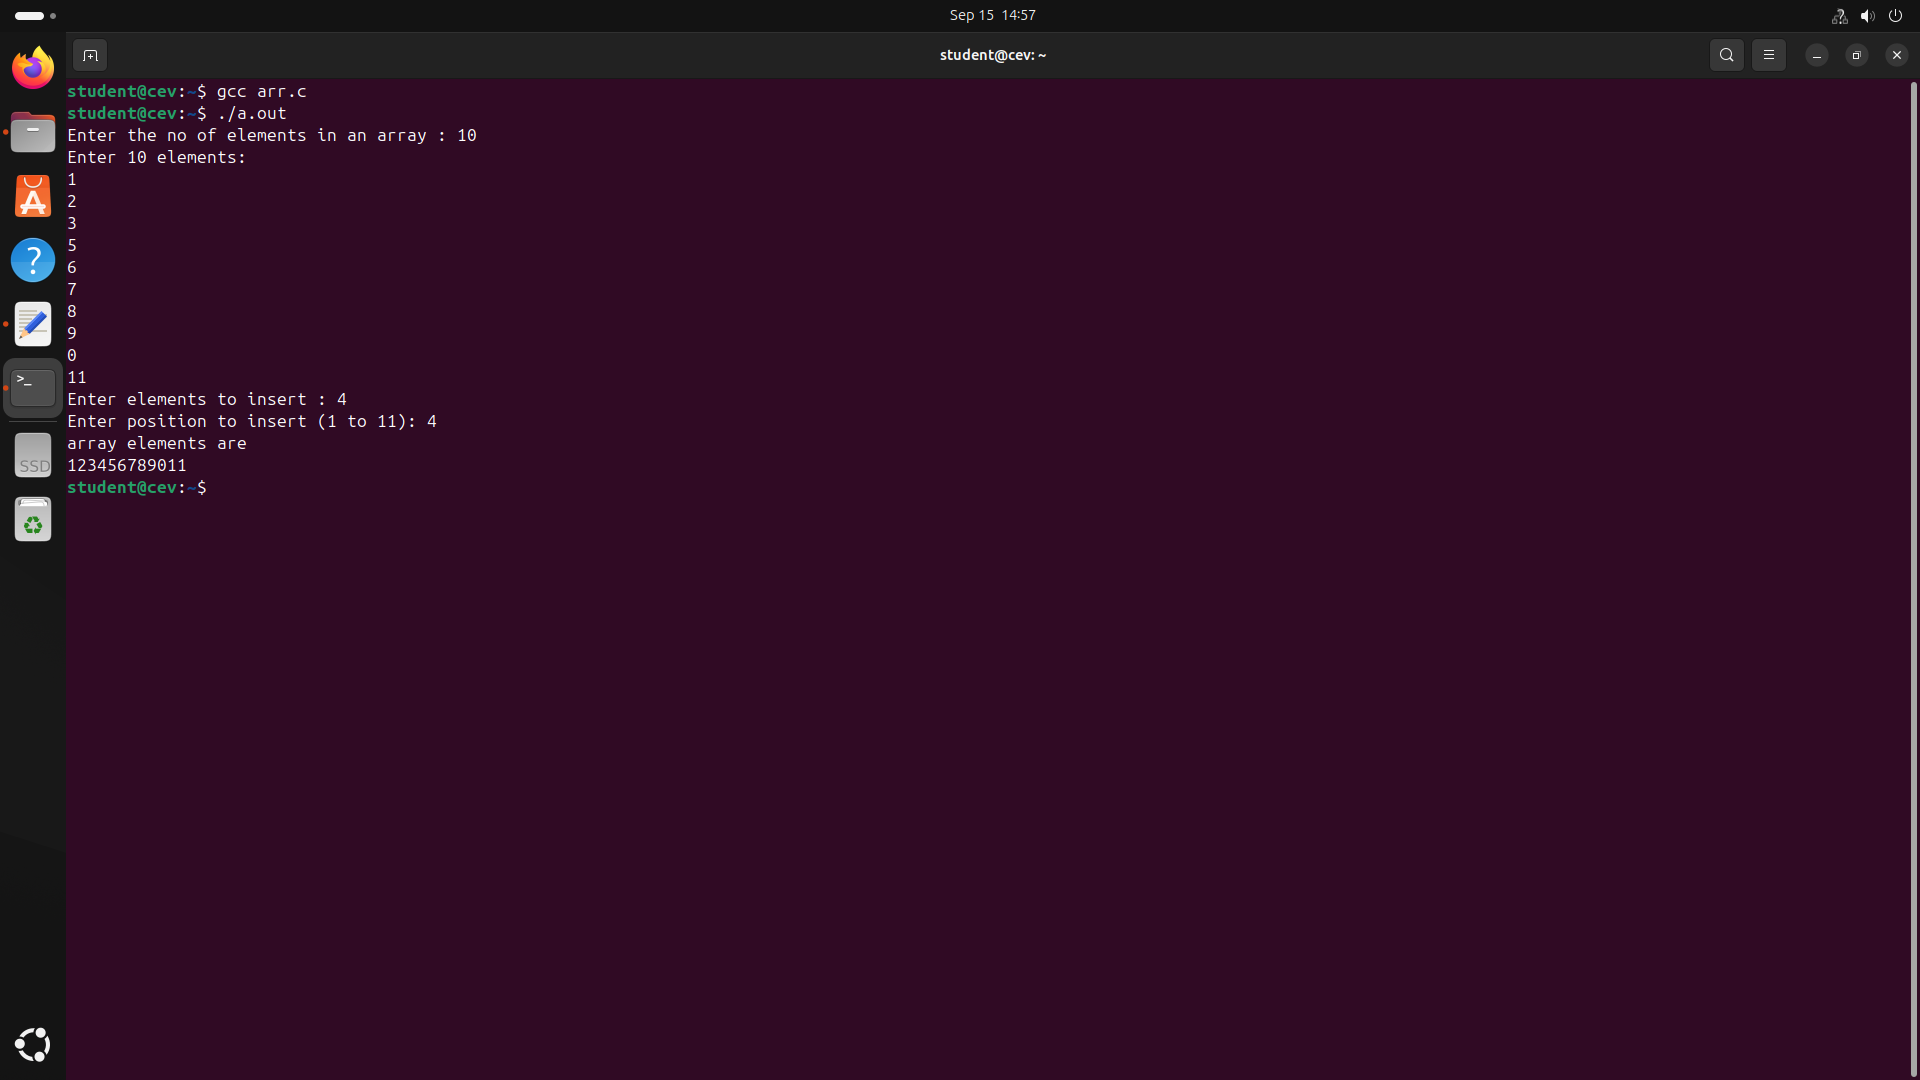 Sep 15 14:57
student@cev: ~
student@cev:~$ gcc arr.c
student@cev:~$ ./a.out
Enter the no of elements in an array : 10
Enter 10 elements:
1
2
3
5
6
7
8
9
0
11
Enter elements to insert : 4
Enter position to insert (1 to 11): 4
array elements are
123456789011
student@cev:~$
?
A
?
>_
SSD